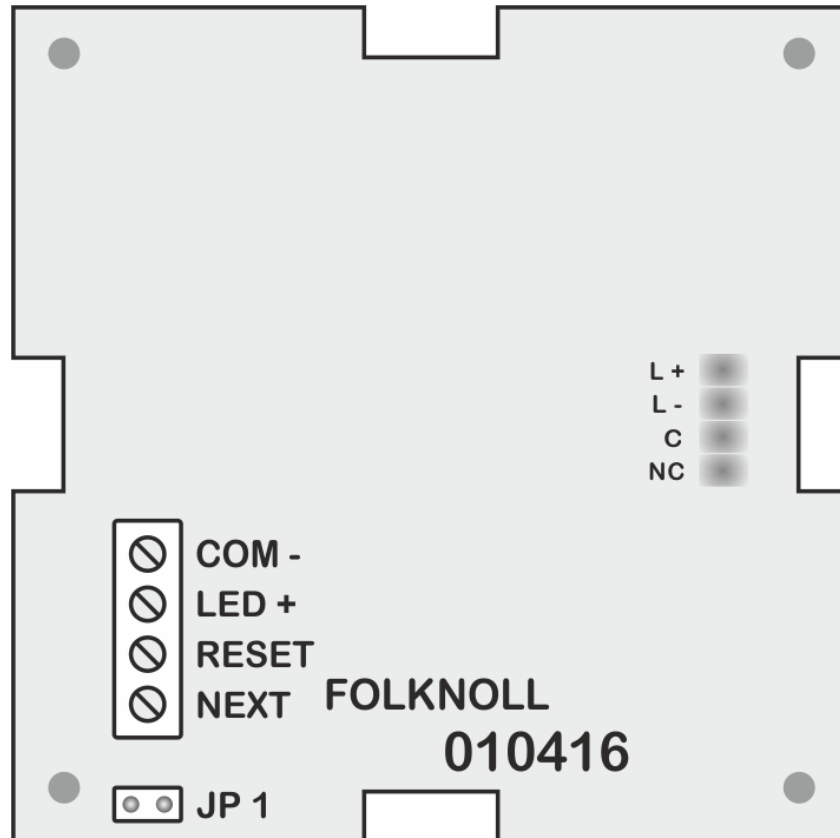 L +
L -
C
NC
COM -
LED +
RESET
NEXT
FOLKNOLL
010416
JP 1